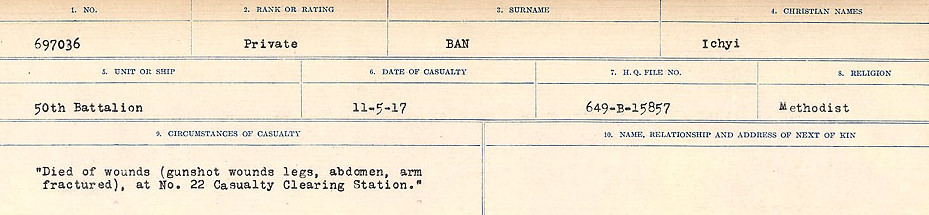 1. NO. 2. RANK OR RATING 3. SURNAME 4. CHRISTIAN NAMES
697036 Private BAN Ichyi
5. UNIT OR SHIP 6. DATE OF CASUALTY 7. H.Q. FILE NO. 8. RELIGION
50th Battalion 11-5-17 649-B-15857 Methodist
9. CIRCUMSTANCES OF CASUALTY 10. NAME, RELATIONSHIP AND ADDRESS OF NEXT OF KIN
"Died of wounds (gunshot wounds legs, abdomen, arm
fractured), at No. 22 Casualty Clearing Station."